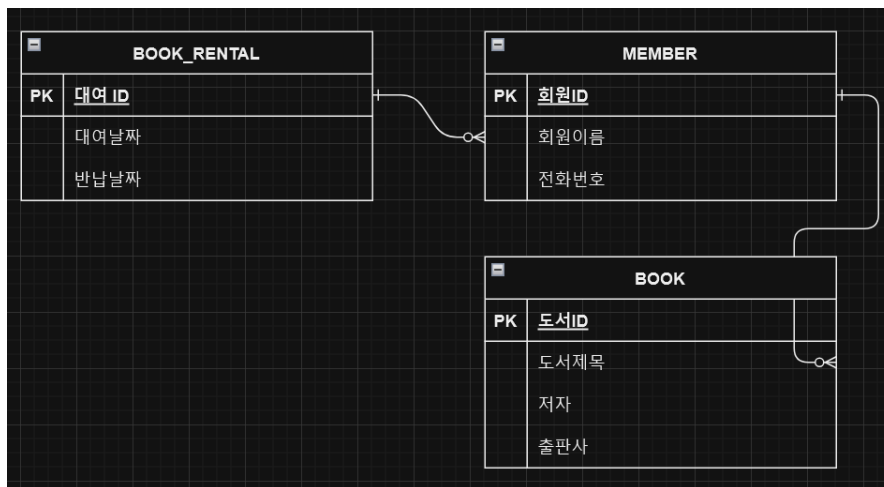 BOOK_RENTAL
PK 대여 ID
대여날짜
반납날짜
MEMBER
PK 회원ID
회원이름
전화번호
BOOK
PK 도서ID
도서제목
저자
출판사